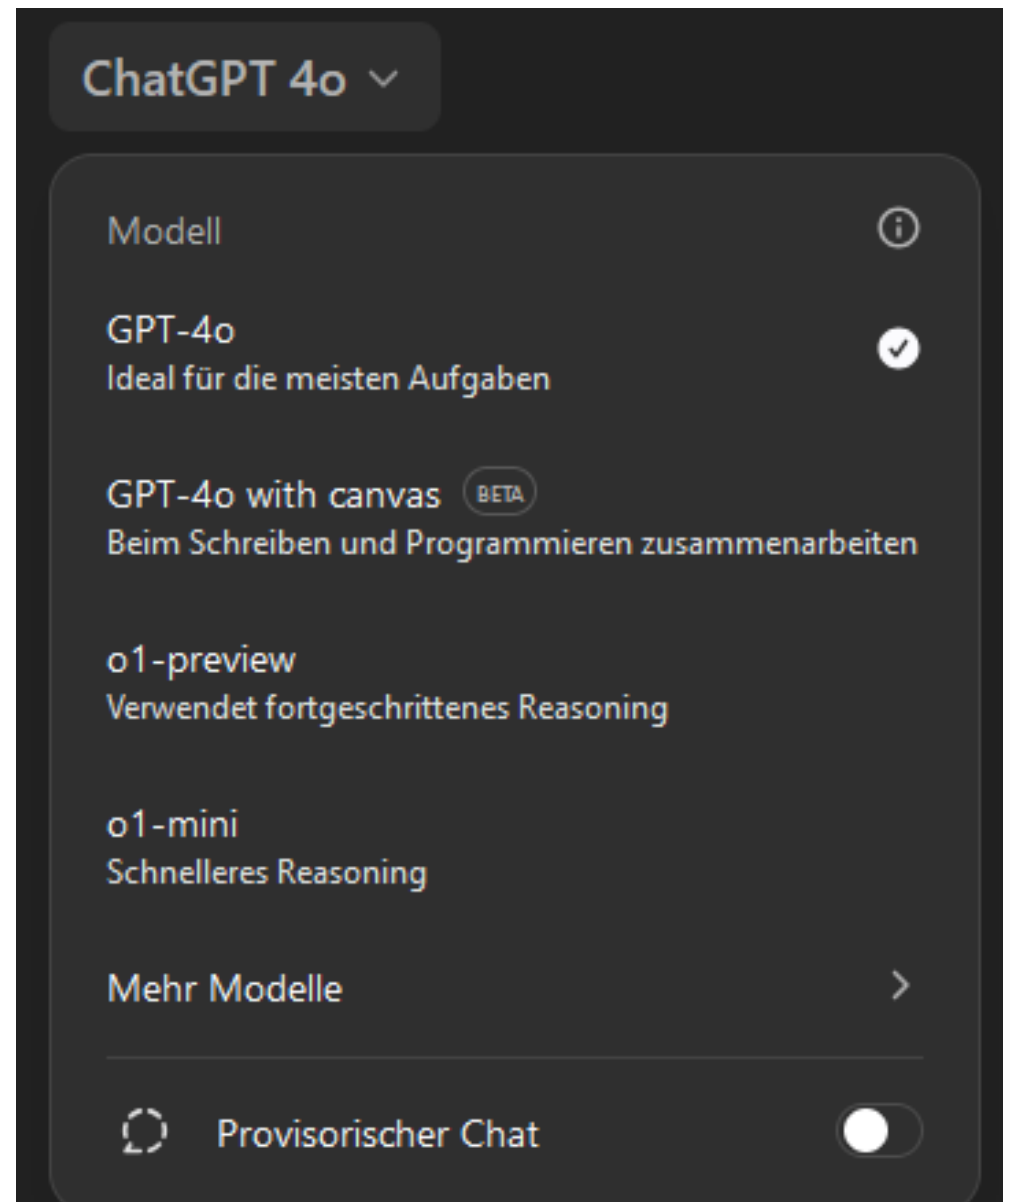 ChatGPT 4o
Modell
GPT-4o
Ideal für die meisten Aufgaben
GPT-4o with canvas BETA
Beim Schreiben und Programmieren zusammenarbeiten
o1-preview
Verwendet fortgeschrittenes Reasoning
o1-mini
Schnelleres Reasoning
Mehr Modelle
Provisorischer Chat